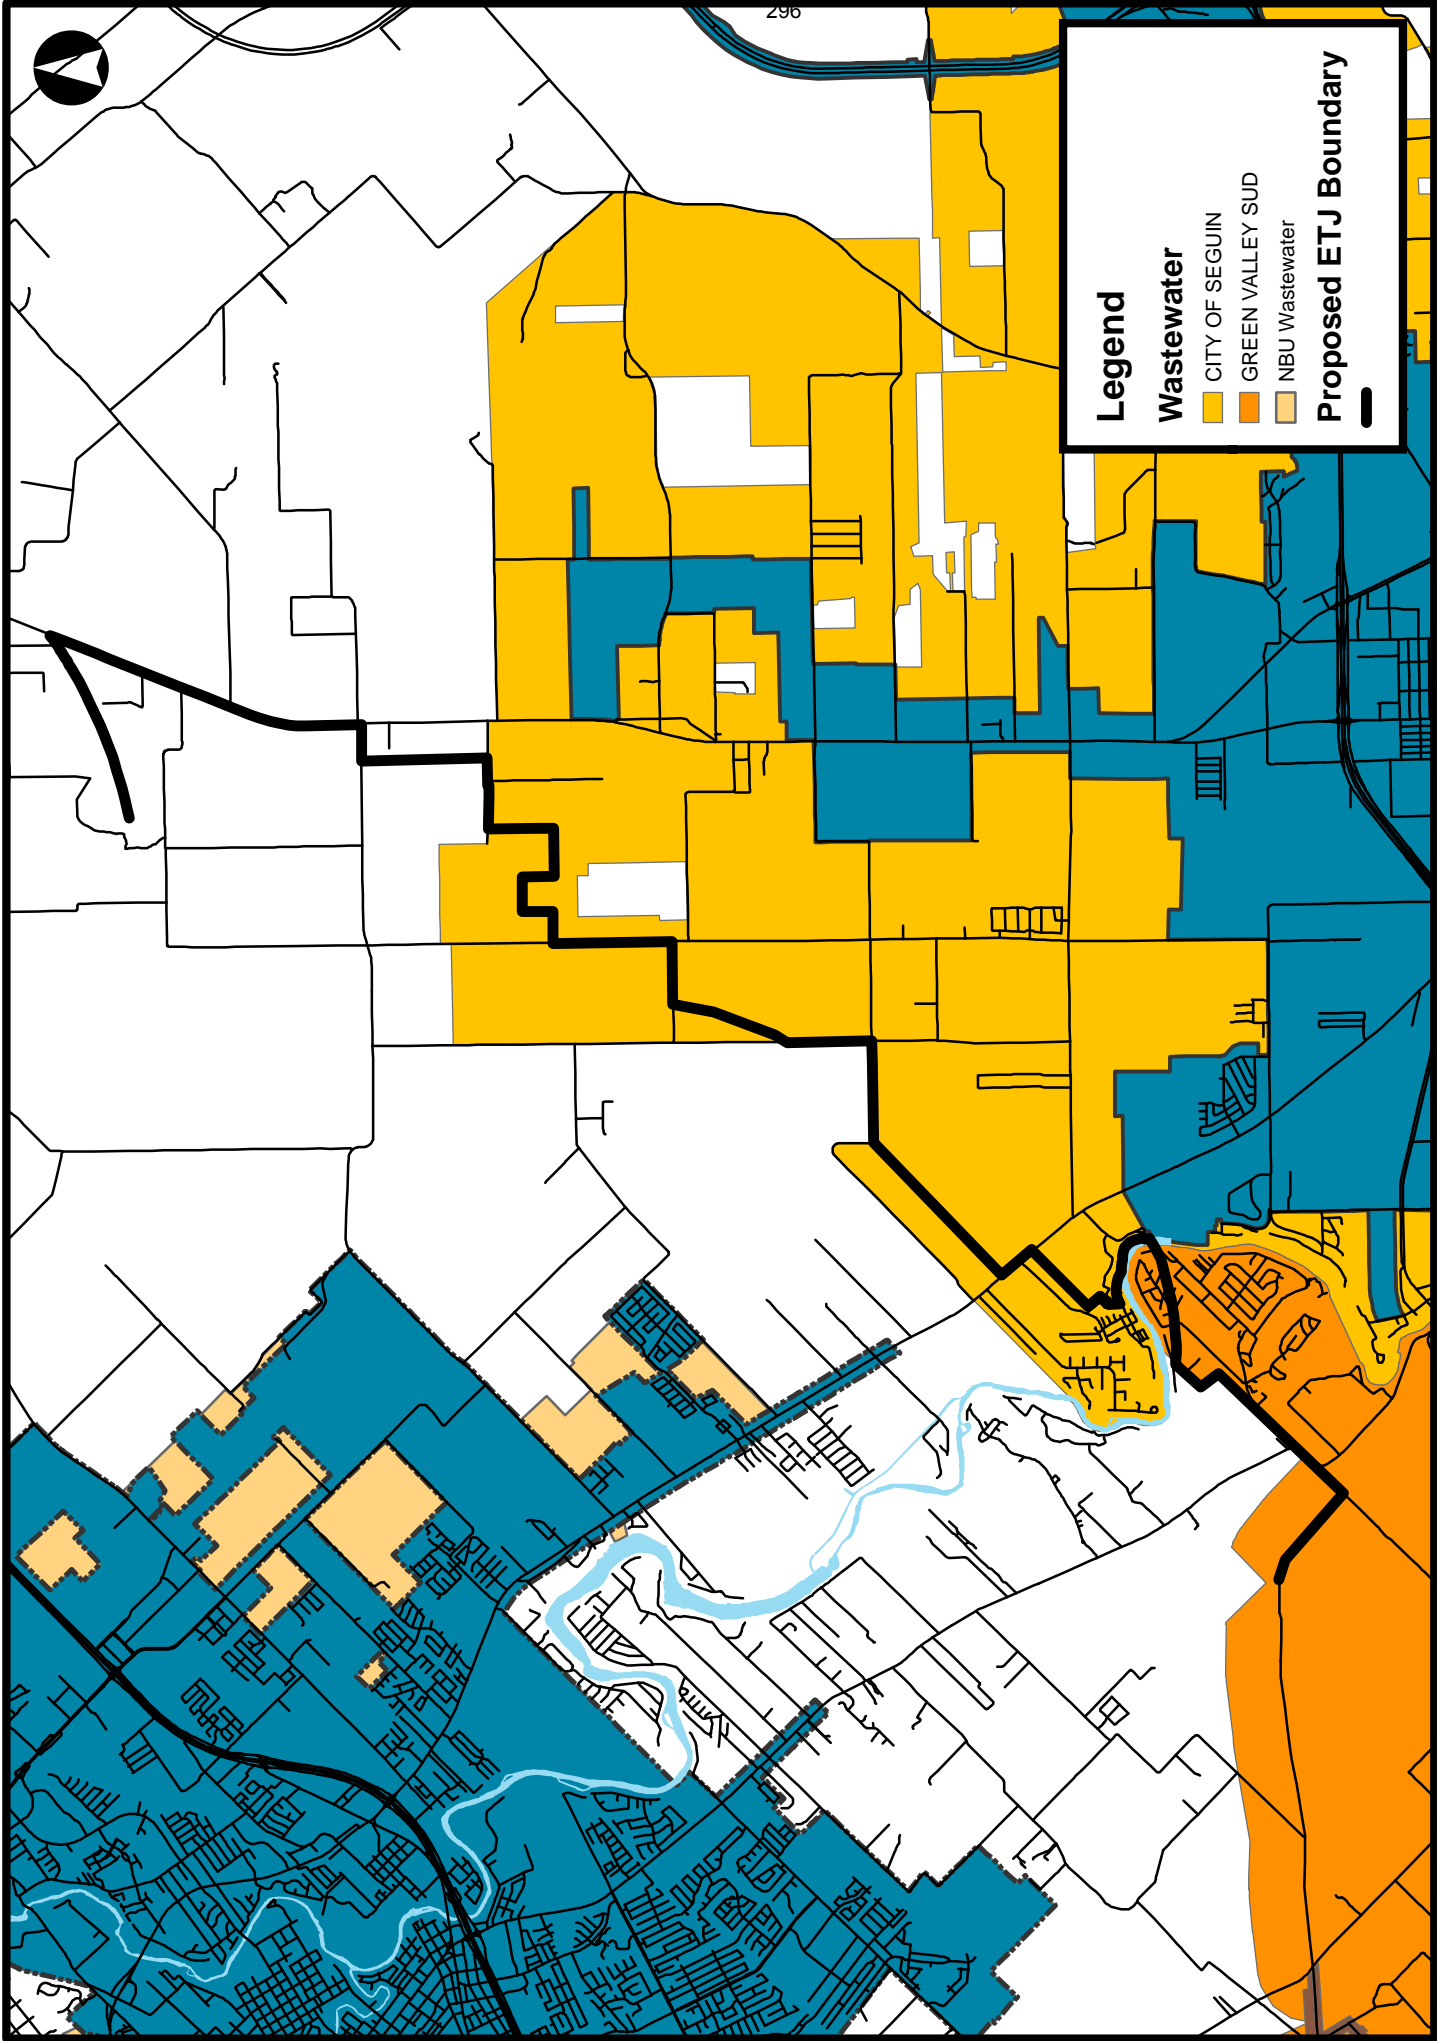 296
Legend
Wastewater
CITY OF SEGUIN
GREEN VALLEY SUD
NBU Wastewater
Proposed ETJ Boundary